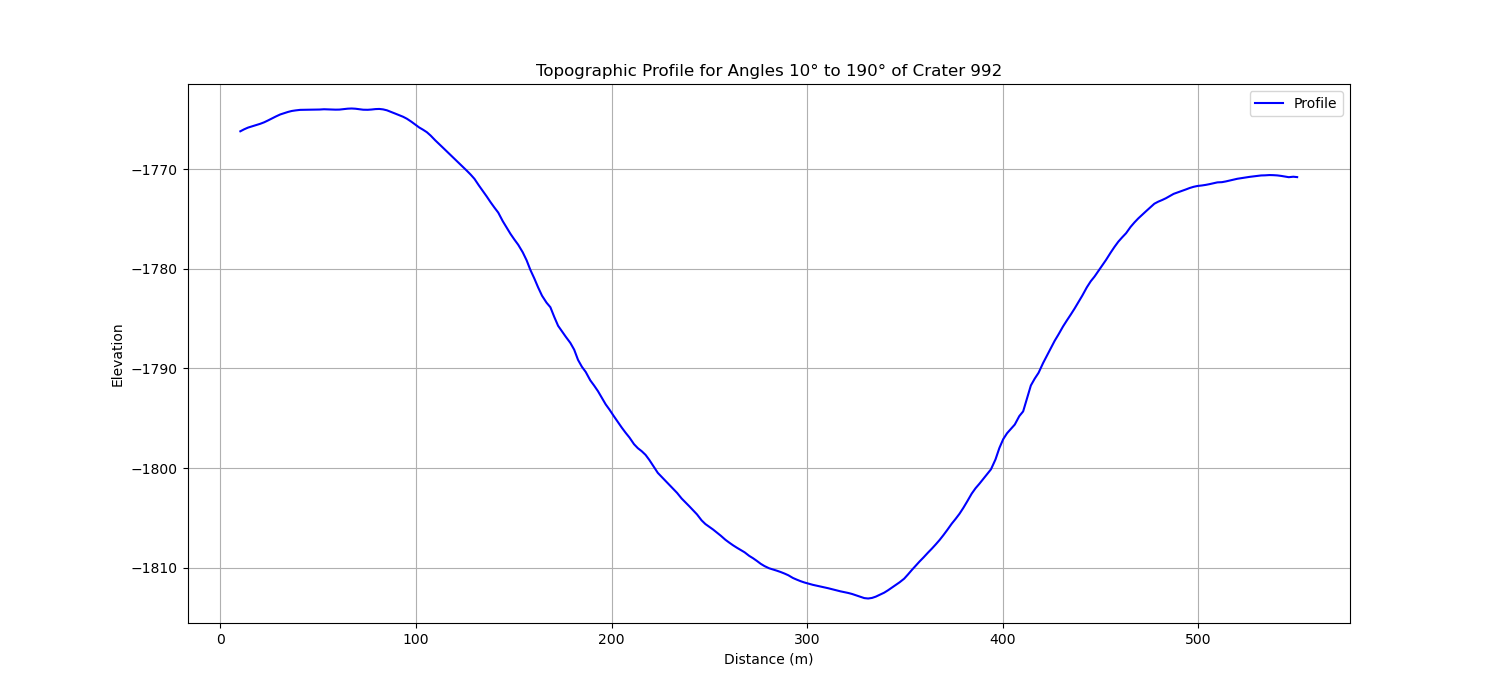 Topographic Profile for Angles 10° to 190° of Crater 992
Profile
Elevation
−1770
−1780
−1790
−1800
−1810
0 100 200 300 400 500
Distance (m)